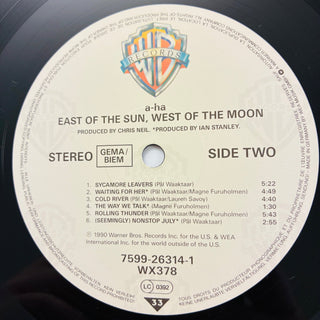 WB
RECORDS
a-ha
EAST OF THE SUN, WEST OF THE MOON
PRODUCED BY CHRIS NEIL. *PRODUCED BY IAN STANLEY.
STEREO
GEMA/
BIEM
SIDE TWO
1. SYCAMORE LEAVERS (Pål Waaktaar) 5:22
2. WAITING FOR HER* (Pål Waaktaar/Magne Furuholmen) 4:49
3. COLD RIVER (Pål Waaktaar/Lauren Savoy) 4:41
4. THE WAY WE TALK* (Magne Furuholmen) 1:30
5. ROLLING THUNDER (Pål Waaktaar) 5:43
6. (SEEMINGLY) NONSTOP JULY* (Pål Waaktaar) 2:55
℗ 1990 Warner Bros. Records Inc. for the U.S. & WEA
International Inc. for the world outside of the U.S.
7599-26314-1
WX378
LC 0392
33